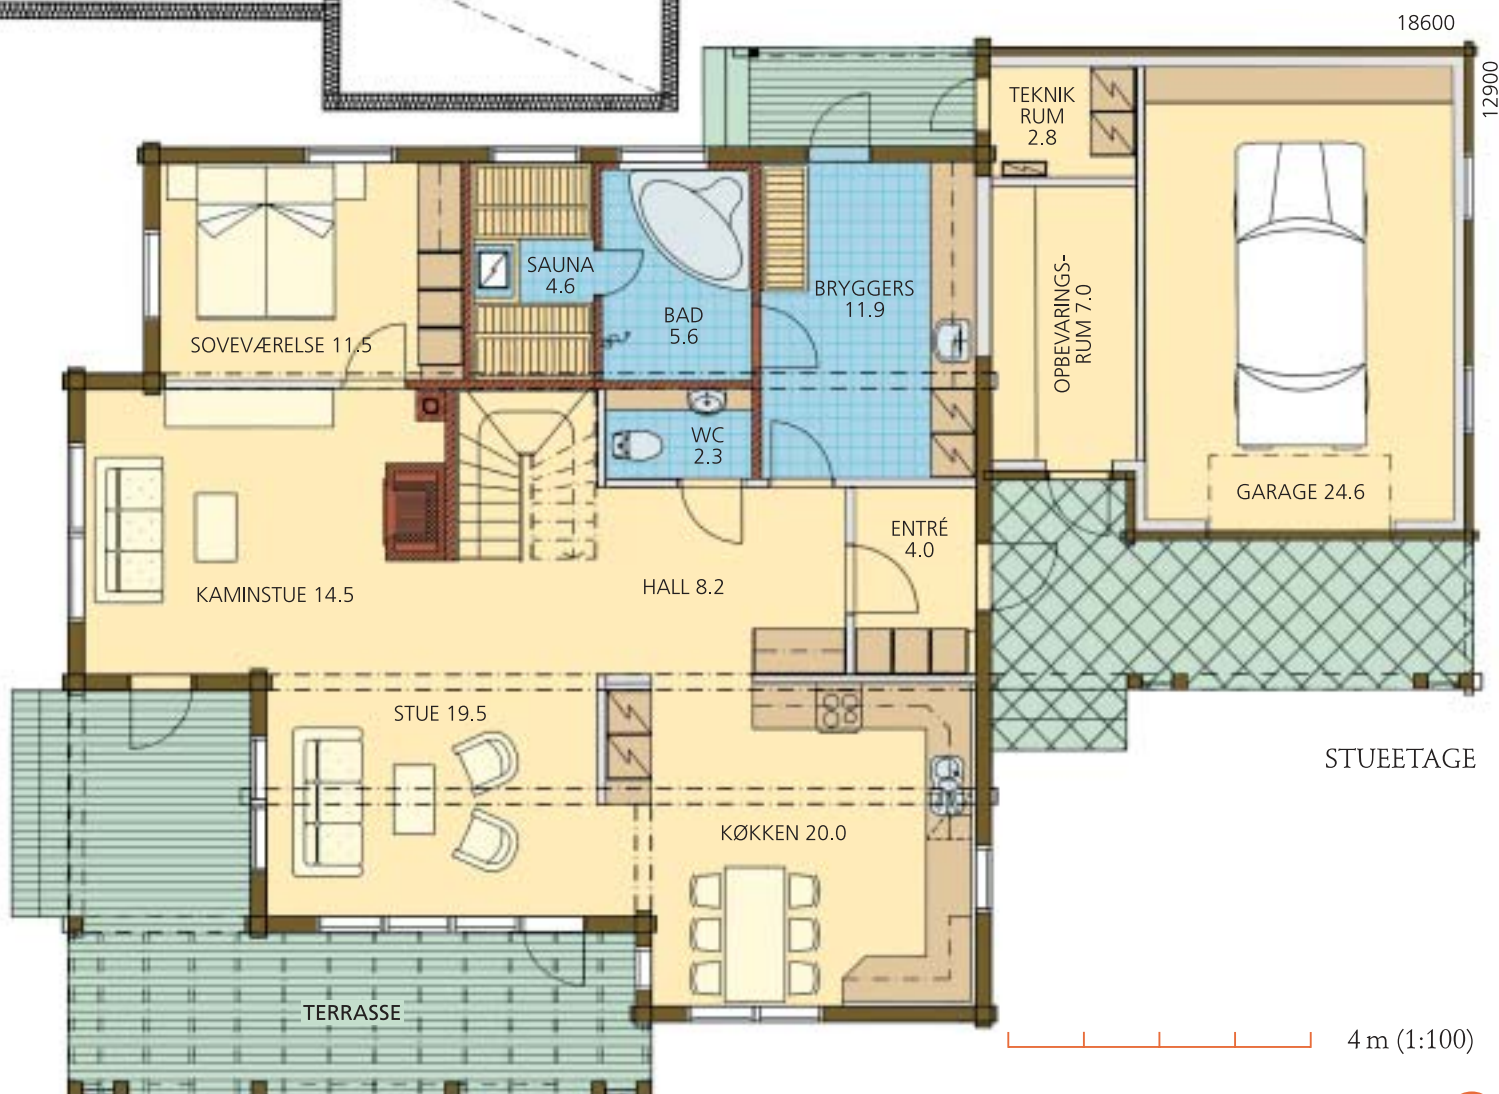 18600
12900
TEKNIK
RUM
2.8
SAUNA
4.6
BAD
5.6
BRYGGERS
11.9
OPBEVARINGS-
RUM 7.0
SOVEVÆRELSE 11.5
WC
2.3
GARAGE 24.6
ENTRÉ
4.0
KAMINSTUE 14.5
HALL 8.2
STUE 19.5
STUEETAGE
KØKKEN 20.0
TERRASSE
4 m (1:100)